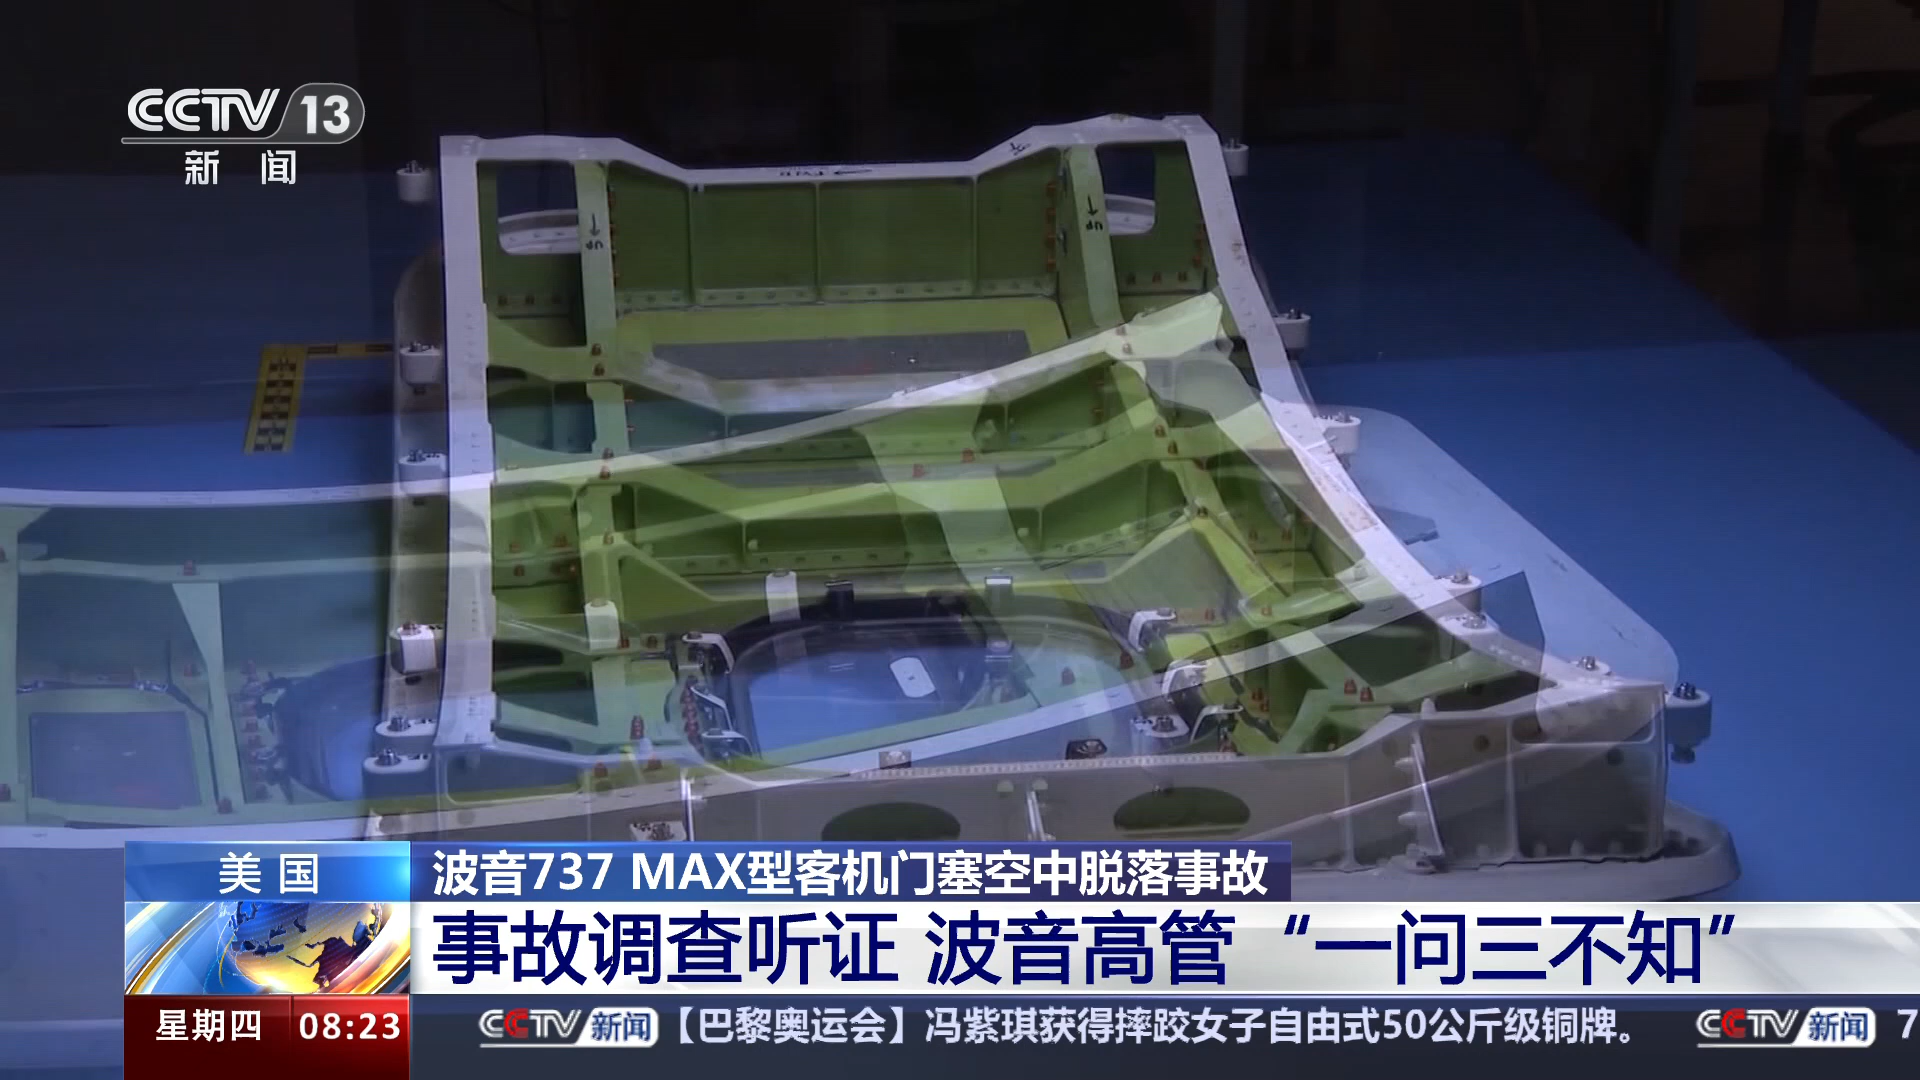 CCTV 13
新闻
UP
UP
美国
波音737 MAX型客机门塞空中脱落事故
事故调查听证 波音高管“一问三不知”
星期四 08:23
CCTV 新闻 【巴黎奥运会】冯紫琪获得摔跤女子自由式50公斤级铜牌。 CCTV 新闻 7